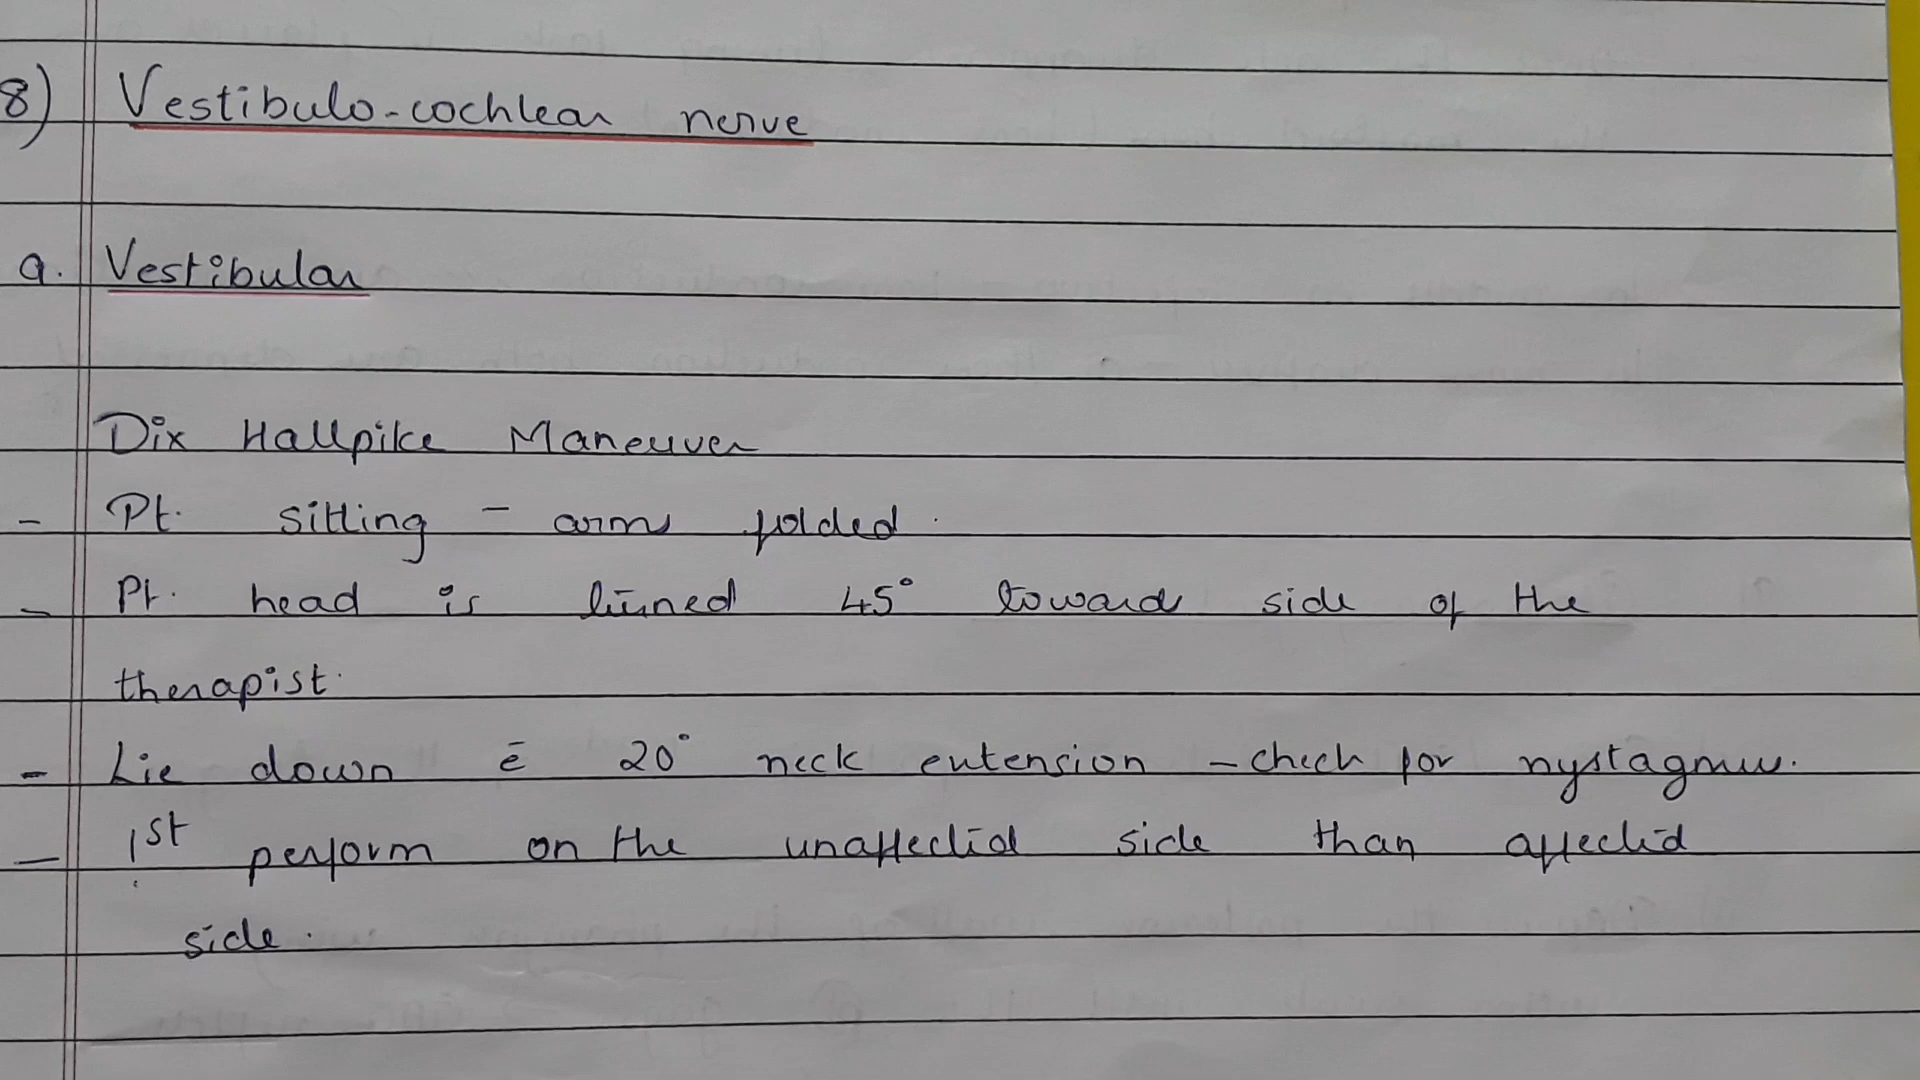 8) Vestibulo-cochlear nerve
a. Vestibular
Dix Hallpike Maneuver
- Pt. sitting - arms folded.
- Pt. head is turned 45° toward side of the
therapist.
- Lie down c̄ 20° neck extension - check for nystagmus.
- 1st perform on the unaffected side than affected
side.